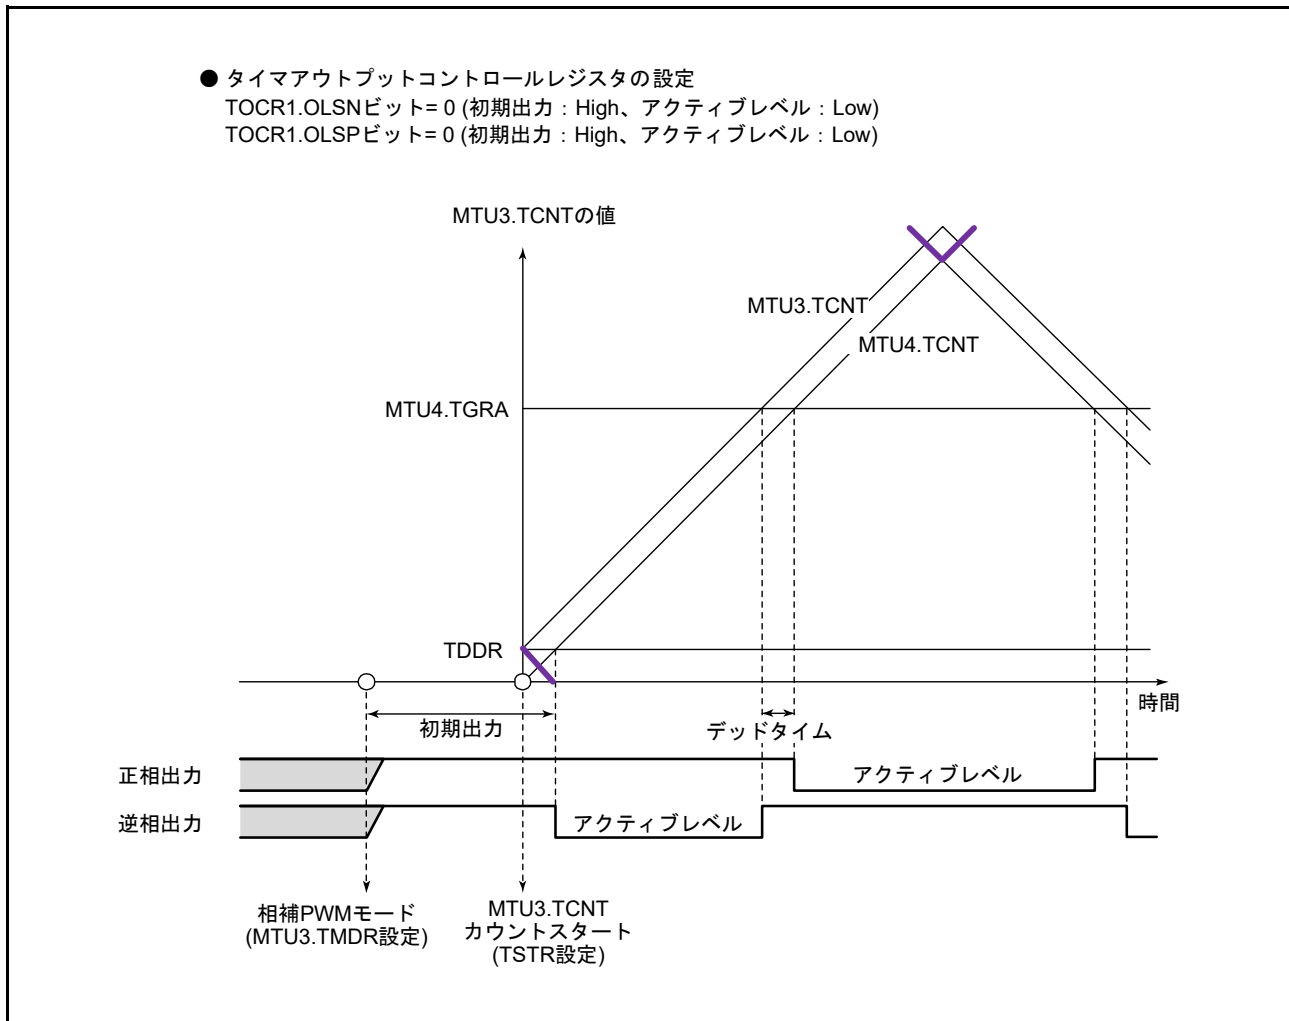 ● タイマアウトプットコントロールレジスタの設定
TOCR1.OLSNビット= 0 (初期出力：High、アクティブレベル：Low)
TOCR1.OLSPビット= 0 (初期出力：High、アクティブレベル：Low)
MTU3.TCNTの値
MTU3.TCNT
MTU4.TCNT
MTU4.TGRA
TDDR
時間
初期出力
デッドタイム
正相出力
アクティブレベル
逆相出力
アクティブレベル
相補PWMモード
(MTU3.TMDR設定)
MTU3.TCNT
カウントスタート
(TSTR設定)